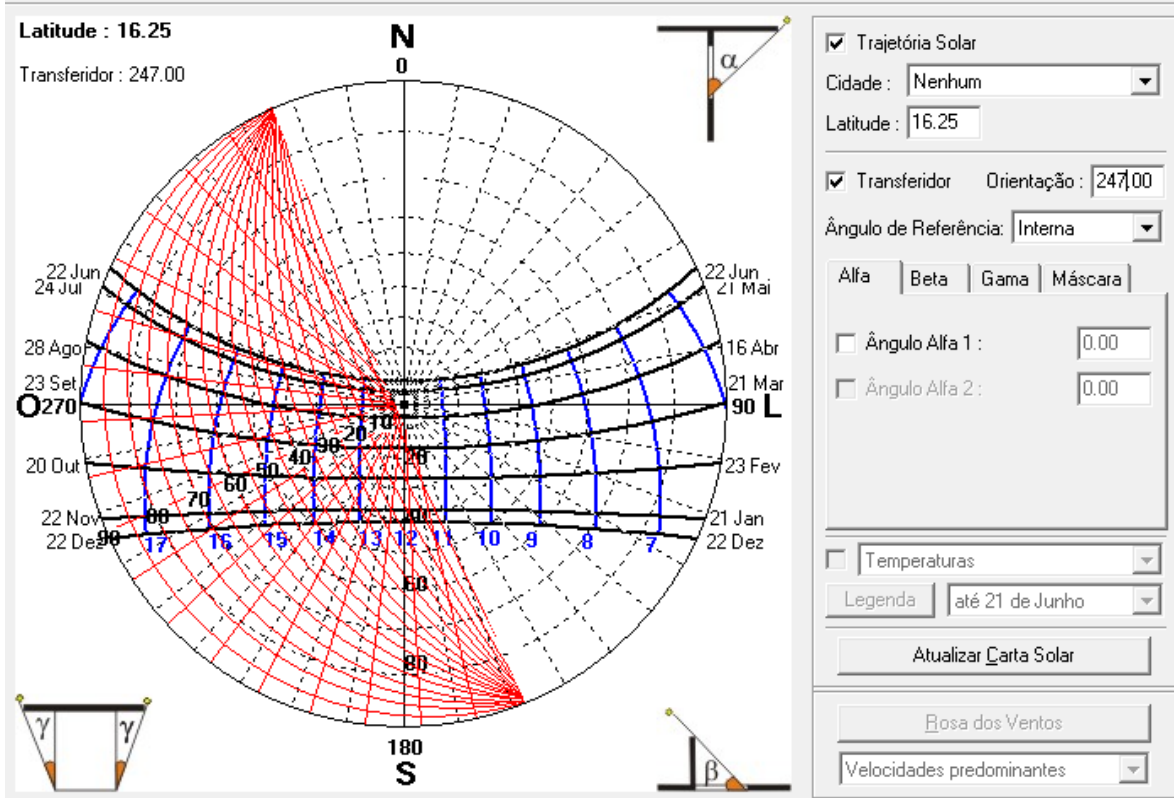 Latitude : 16.25
Transferidor : 247.00
N
0
α
22 Jun
24 Jul
28 Ago
23 Set
O 270
20 Out
22 Nov
22 Dez
22 Jun
21 Mai
16 Abr
21 Mar
90 L
23 Fev
21 Jan
22 Dez
10
20
30
40
50
60
70
80
90
20
40
60
80
17 16 15 14 13 12 11 10 9 8 7
180
S
γ γ
β
Trajetória Solar
Cidade : Nenhum
Latitude : 16.25
Transferidor Orientação : 247.00
Ângulo de Referência: Interna
Alfa Beta Gama Máscara
Ângulo Alfa 1 : 0.00
Ângulo Alfa 2 : 0.00
Temperaturas
Legenda até 21 de Junho
Atualizar Carta Solar
Rosa dos Ventos
Velocidades predominantes